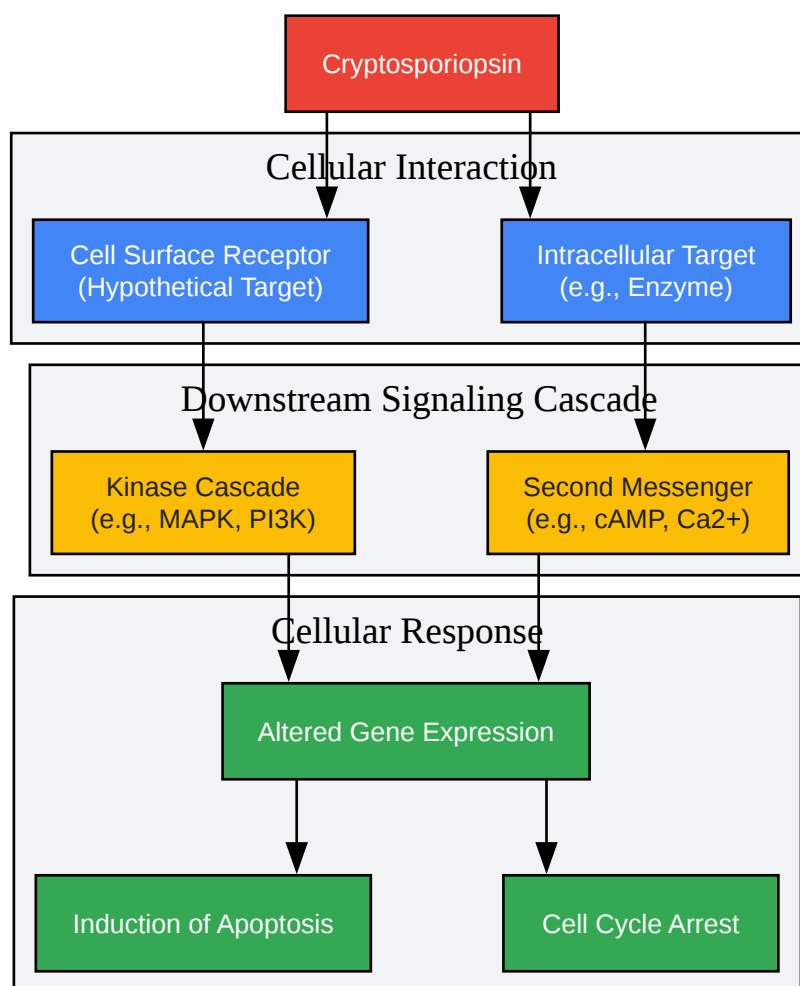 Cryptosporiopsin
Cellular Interaction
Cell Surface Receptor
(Hypothetical Target)
Intracellular Target
(e.g., Enzyme)
Downstream Signaling Cascade
Kinase Cascade
(e.g., MAPK, PI3K)
Second Messenger
(e.g., cAMP, Ca2+)
Cellular Response
Altered Gene Expression
Induction of Apoptosis
Cell Cycle Arrest